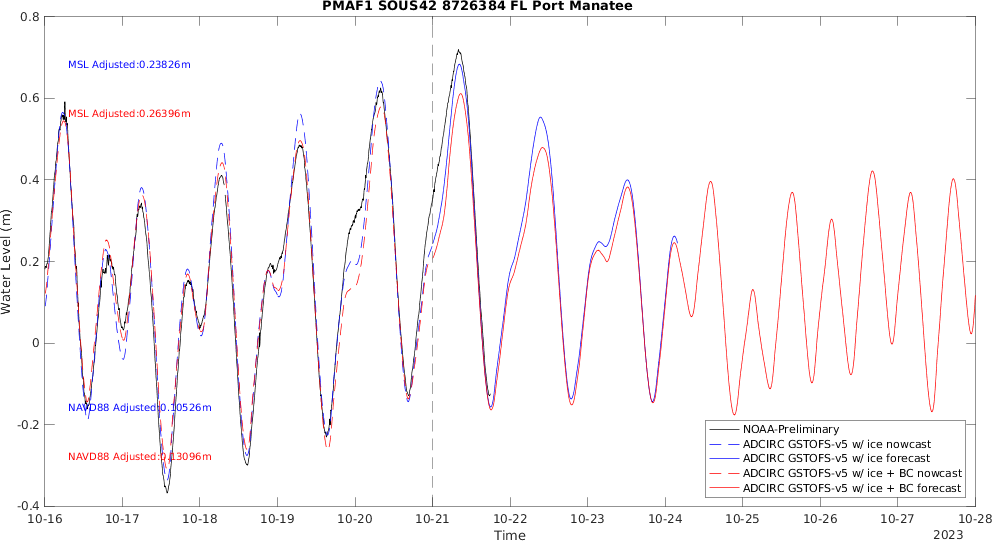 PMAF1 SOUS42 8726384 FL Port Manatee
Water Level (m)
0.8
0.6
0.4
0.2
0
-0.2
-0.4
MSL Adjusted:0.23826m
MSL Adjusted:0.26396m
NAVD88 Adjusted:0.10526m
NAVD88 Adjusted:0.13096m
NOAA-Preliminary
ADCIRC GSTOFS-v5 w/ ice nowcast
ADCIRC GSTOFS-v5 w/ ice forecast
ADCIRC GSTOFS-v5 w/ ice + BC nowcast
ADCIRC GSTOFS-v5 w/ ice + BC forecast
10-16 10-17 10-18 10-19 10-20 10-21 10-22 10-23 10-24 10-25 10-26 10-27 10-28
Time
2023